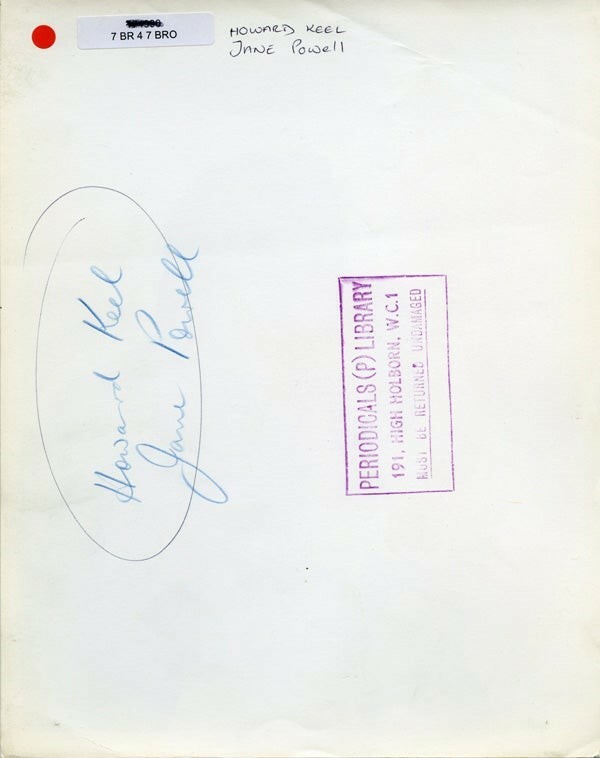 7 BR 4 7 BRO
HOWARD KEEL
JANE POWEll
Howard Keel
Jane Powell
PERIODICALS (P) LIBRARY
191, HIGH HOLBORN, W.C.1
MUST BE RETURNED UNDAMAGED